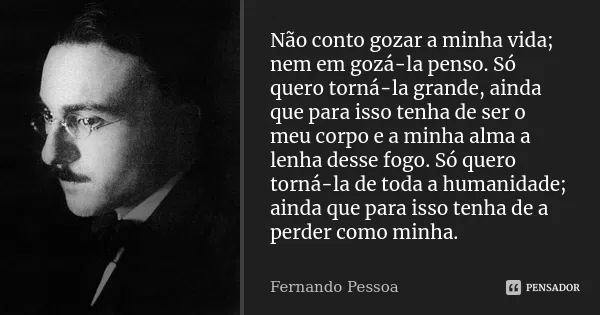 Não conto gozar a minha vida;
nem em gozá-la penso. Só
quero torná-la grande, ainda
que para isso tenha de ser o
meu corpo e a minha alma a
lenha desse fogo. Só quero
torná-la de toda a humanidade;
ainda que para isso tenha de a
perder como minha.
Fernando Pessoa
PENSADOR